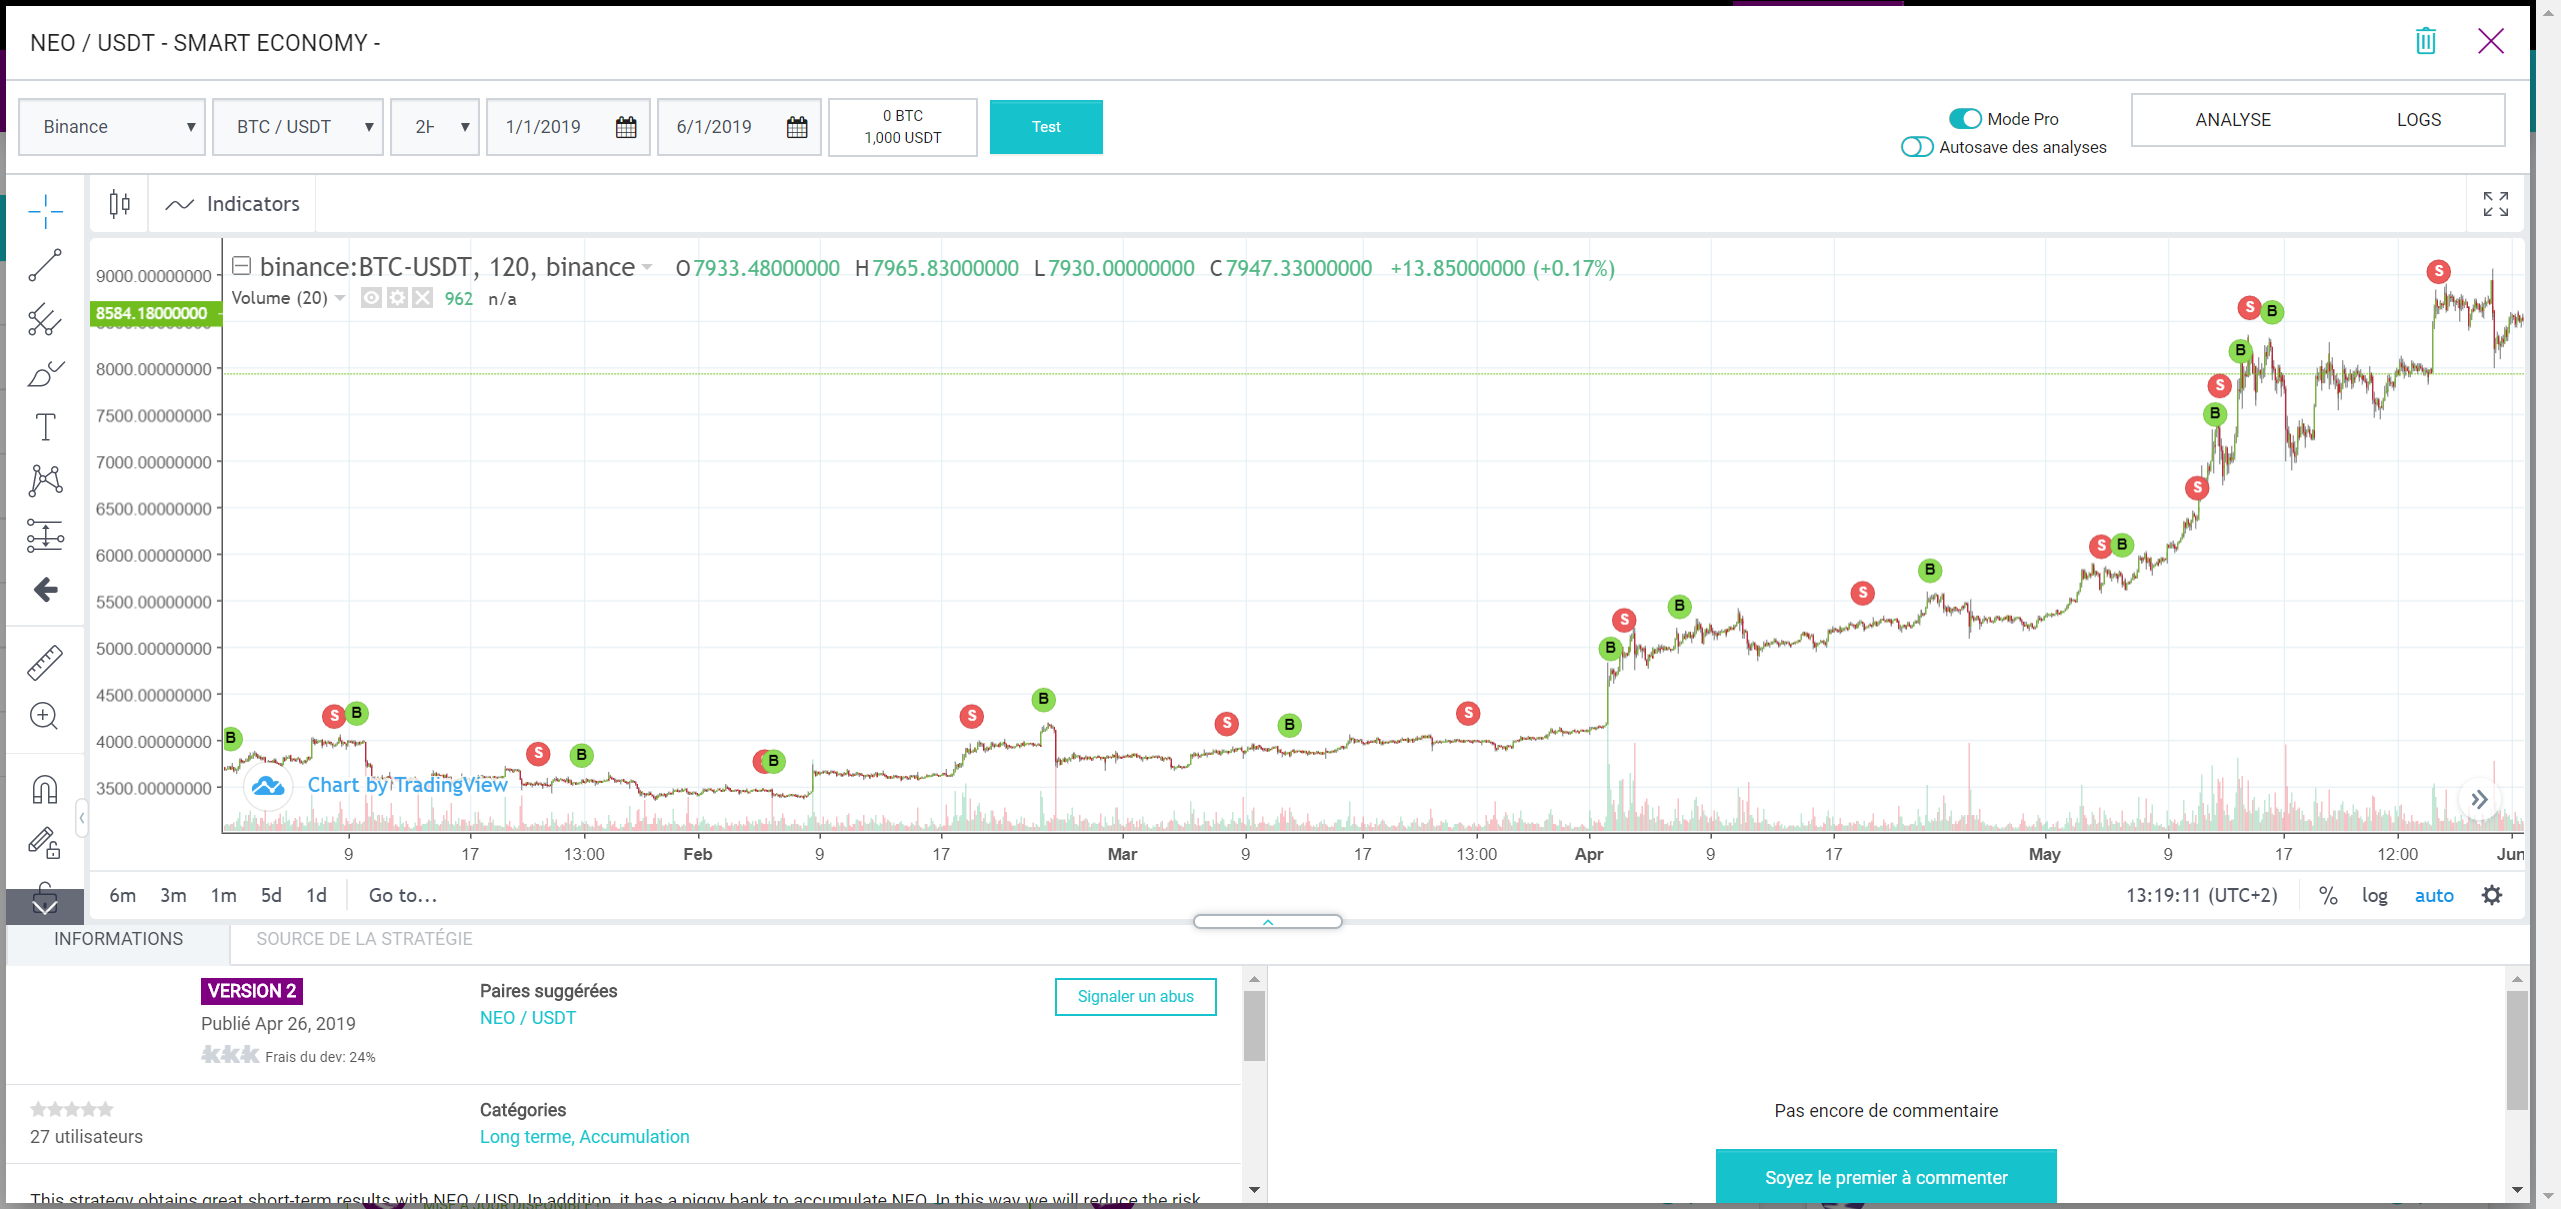 NEO / USDT - SMART ECONOMY -
Binance
BTC / USDT
2H
1/1/2019
6/1/2019
0 BTC
1,000 USDT
Test
Mode Pro
Autosave des analyses
ANALYSE
LOGS
Indicators
binance:BTC-USDT, 120, binance
O7933.48000000 H7965.83000000 L7930.00000000 C7947.33000000 +13.85000000 (+0.17%)
Volume (20) 962 n/a
9000.00000000
8584.18000000
8000.00000000
7500.00000000
7000.00000000
6500.00000000
6000.00000000
5500.00000000
5000.00000000
4500.00000000
4000.00000000
3500.00000000
B
S
B
S
B
B
S
B
S
B
S
B
S
B
S
B
S
B
S
B
S
B
S
B
S
Chart by TradingView
9 17 13:00 Feb 9 17 Mar 9 17 13:00 Apr 9 17 May 9 17 12:00 Jun
6m 3m 1m 5d 1d Go to...
13:19:11 (UTC+2) % log auto
INFORMATIONS
SOURCE DE LA STRATÉGIE
VERSION 2
Publié Apr 26, 2019
Frais du dev: 24%
Paires suggérées
NEO / USDT
Signaler un abus
27 utilisateurs
Catégories
Long terme, Accumulation
This strategy obtains great short-term results with NEO / USD. In addition, it has a piggy bank to accumulate NEO. In this way we will reduce the risk
Pas encore de commentaire
Soyez le premier à commenter